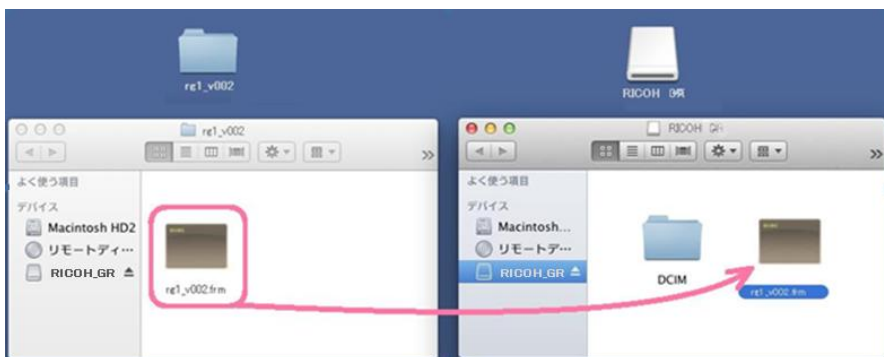 rg1_v002
RICOH
rg1_v002
よく使う項目
デバイス
Macintosh HD2
リモートディ…
RICOH_GR
rg1_v002.frm
RICOH
よく使う項目
デバイス
Macintosh...
リモートデ…
RICOH_GR
DCIM
rg1_v002.frm